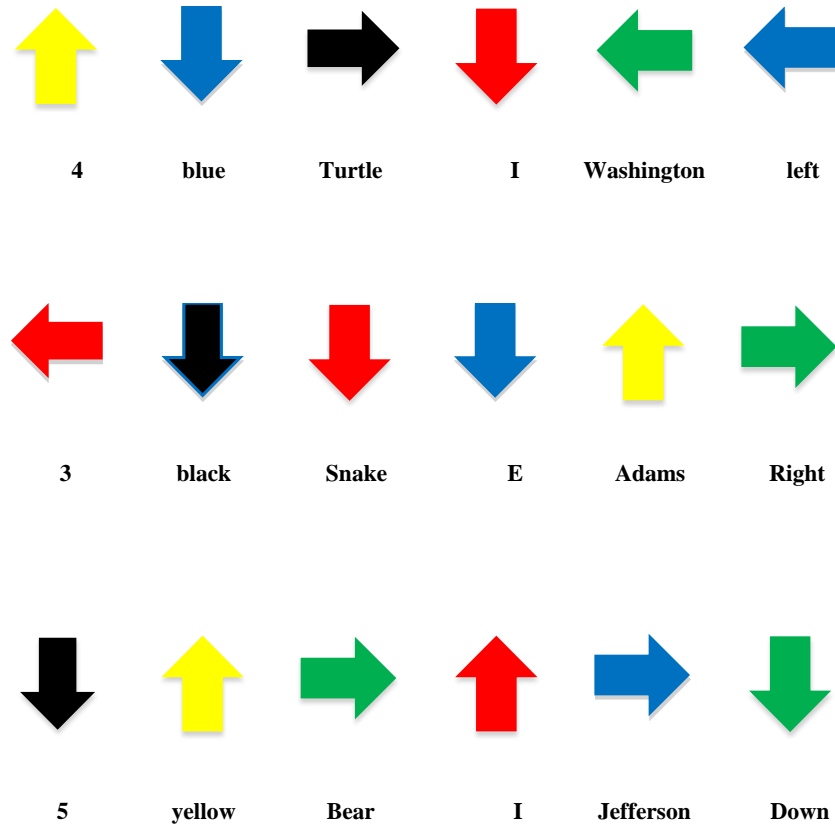 4 blue Turtle I Washington left
3 black Snake E Adams Right
5 yellow Bear I Jefferson Down